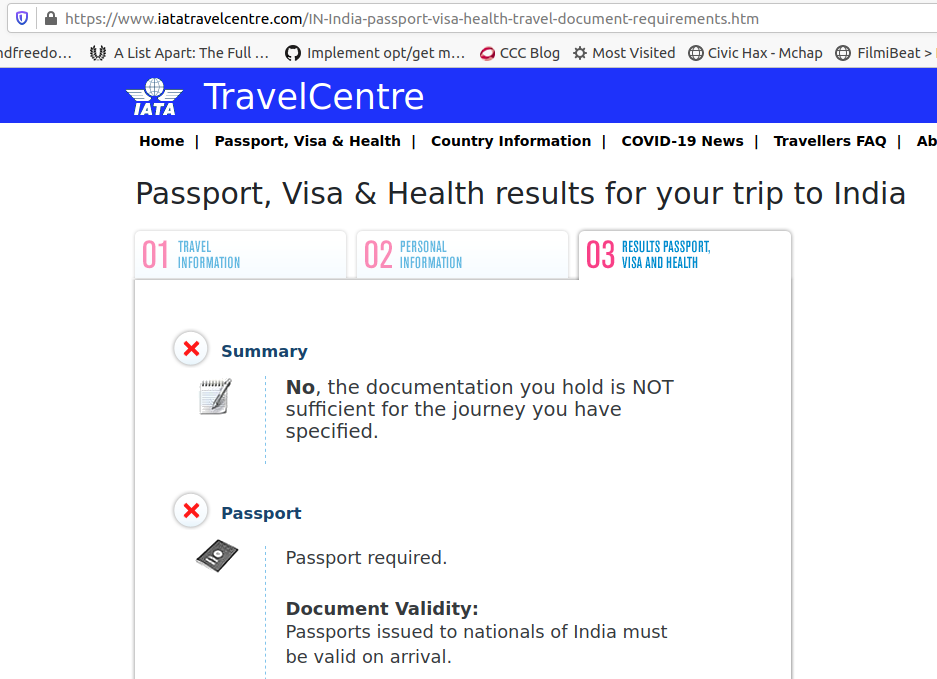 https://www.iatatravelcentre.com/IN-India-passport-visa-health-travel-document-requirements.htm
ndfreedo… A List Apart: The Full … Implement opt/get m… CCC Blog Most Visited Civic Hax - Mchap FilmiBeat >
IATA TravelCentre
Home | Passport, Visa & Health | Country Information | COVID-19 News | Travellers FAQ | Ab
Passport, Visa & Health results for your trip to India
01 TRAVEL
INFORMATION
02 PERSONAL
INFORMATION
03 RESULTS PASSPORT,
VISA AND HEALTH
Summary
No, the documentation you hold is NOT
sufficient for the journey you have
specified.
Passport
Passport required.
Document Validity:
Passports issued to nationals of India must
be valid on arrival.